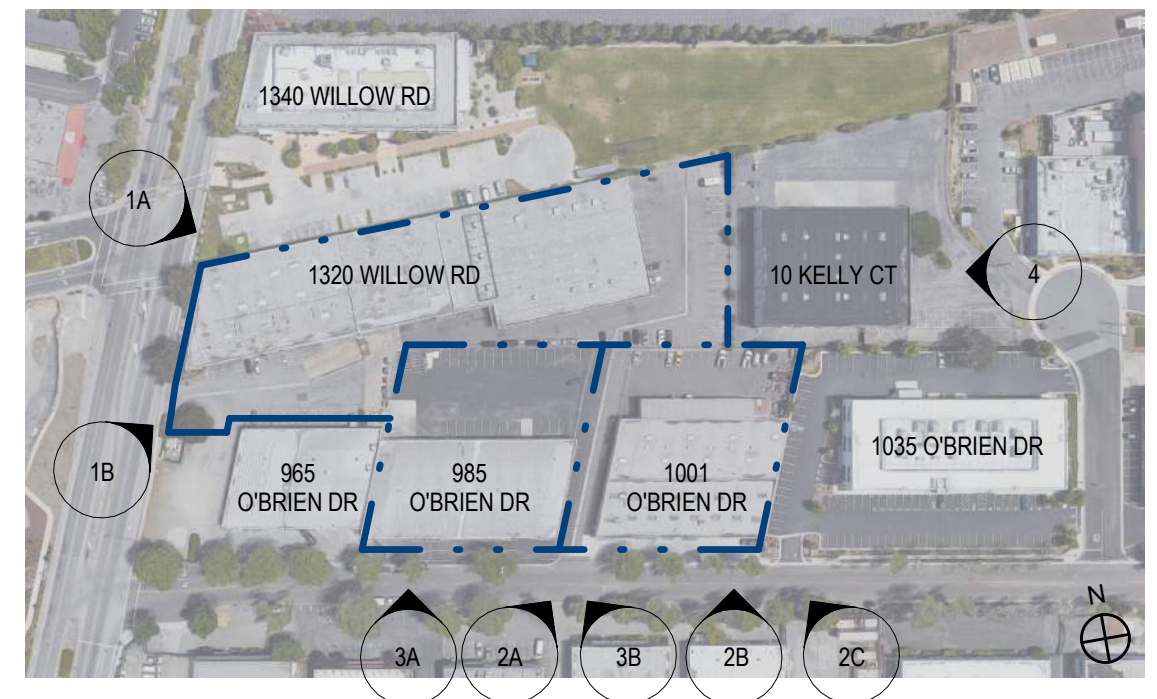 1340 WILLOW RD
1A
1320 WILLOW RD
10 KELLY CT
4
1B
965
O'BRIEN DR
985
O'BRIEN DR
1001
O'BRIEN DR
1035 O'BRIEN DR
N
3A
2A
3B
2B
2C